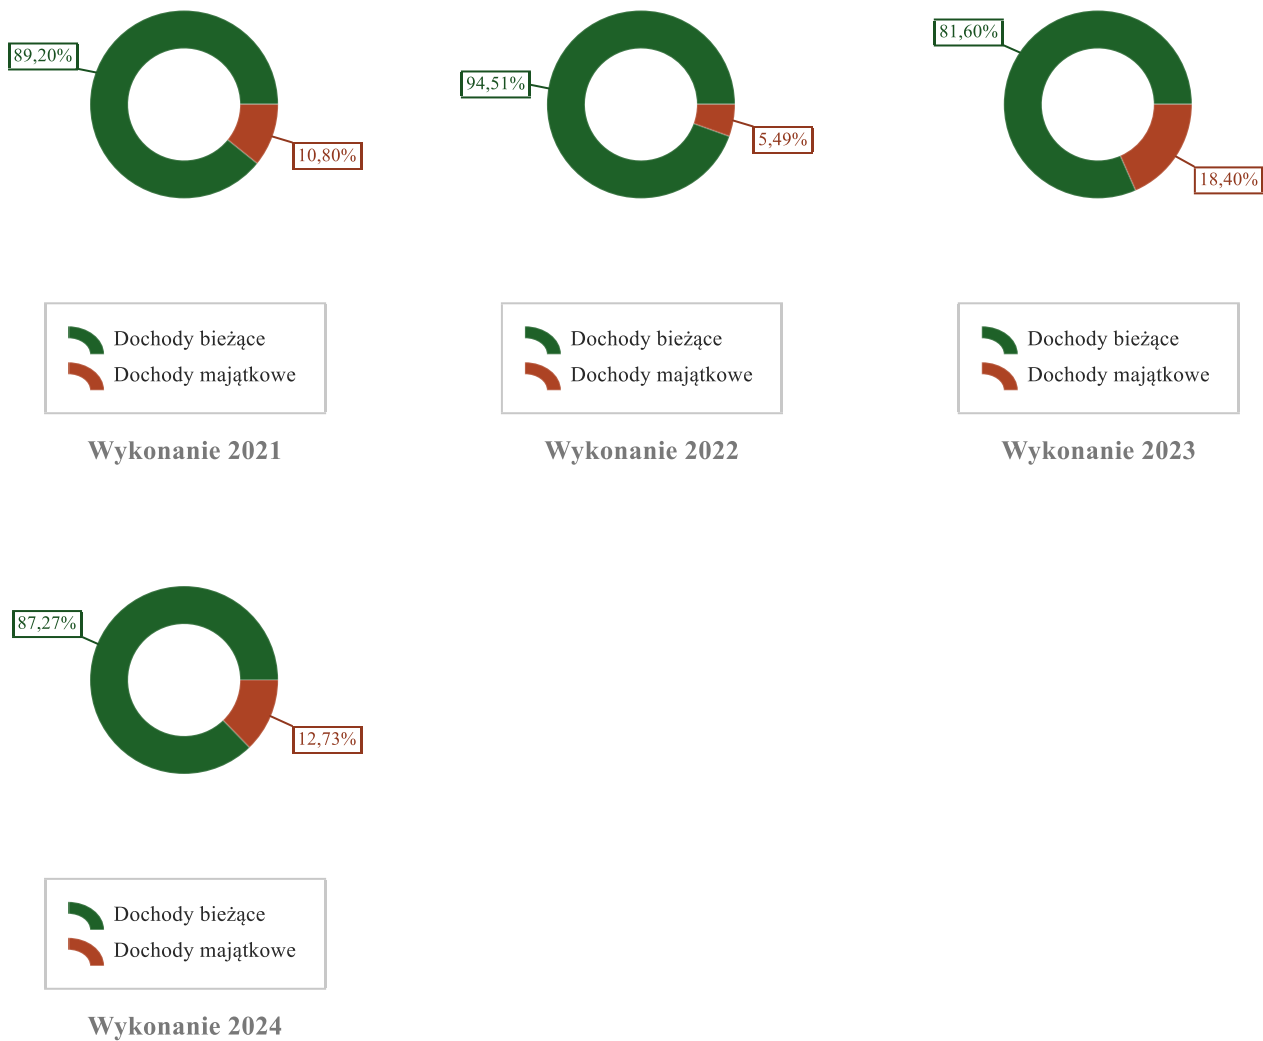 89,20%
10,80%
Dochody bieżące
Dochody majątkowe
Wykonanie 2021
94,51%
5,49%
Dochody bieżące
Dochody majątkowe
Wykonanie 2022
81,60%
18,40%
Dochody bieżące
Dochody majątkowe
Wykonanie 2023
87,27%
12,73%
Dochody bieżące
Dochody majątkowe
Wykonanie 2024